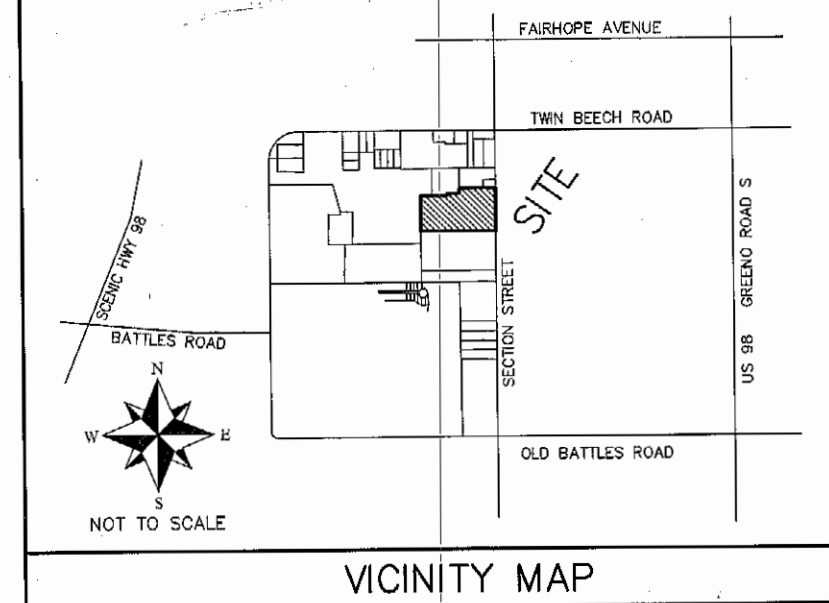 FAIRHOPE AVENUE
TWIN BEECH ROAD
SITE
SCENIC HWY 98
SECTION STREET
US 98 GREENO ROAD S
BATTLES ROAD
N
W E
S
OLD BATTLES ROAD
NOT TO SCALE
VICINITY MAP